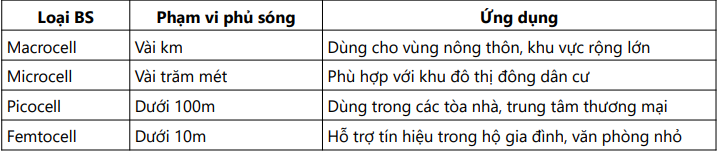 Loại BS Phạm vi phủ sóng Ứng dụng
Macrocell Vài km Dùng cho vùng nông thôn, khu vực rộng lớn
Microcell Vài trăm mét Phù hợp với khu đô thị đông dân cư
Picocell Dưới 100m Dùng trong các tòa nhà, trung tâm thương mại
Femtocell Dưới 10m Hỗ trợ tín hiệu trong hộ gia đình, văn phòng nhỏ